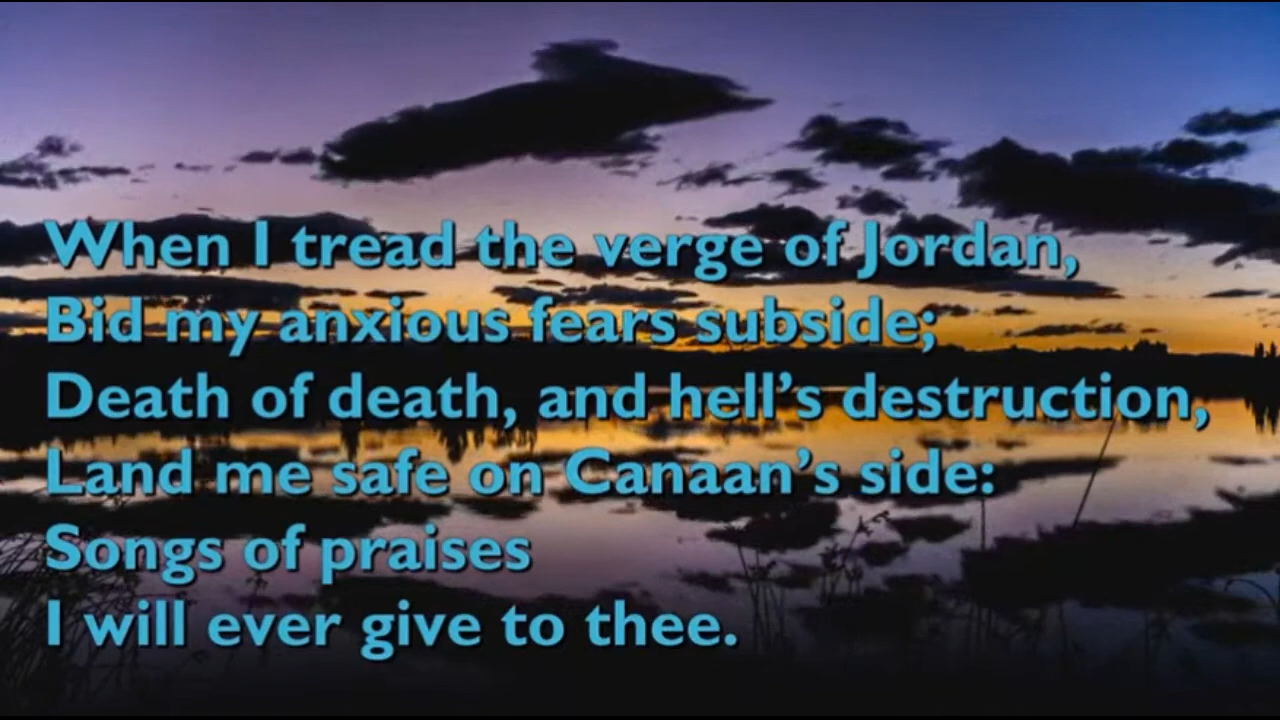 When I tread the verge of Jordan,
Bid my anxious fears subside;
Death of death, and hell’s destruction,
Land me safe on Canaan’s side:
Songs of praises
I will ever give to thee.